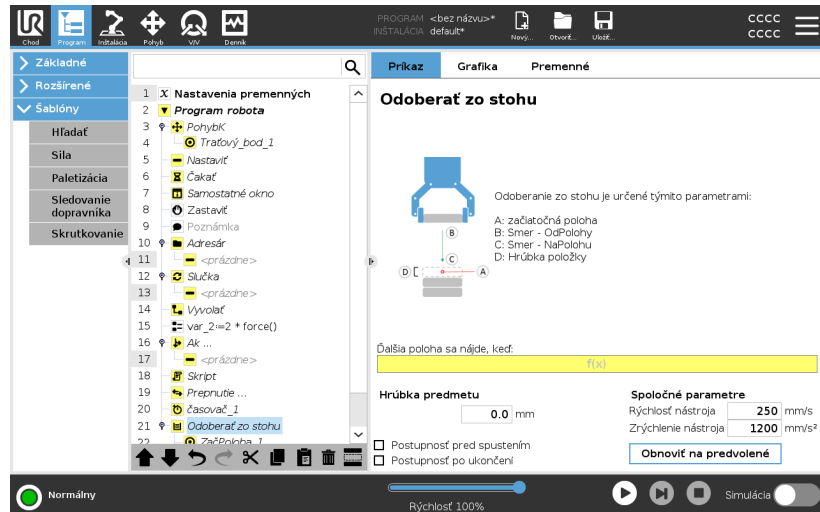 PROGRAM <bez názvu>*
INŠTALÁCIA default*
Chod
Program
Inštalácia
Pohyb
V/V
Denník
Nový...
Otvoriť...
Uložiť...
CCCC
CCCC
Základné
Rozšírené
Šablóny
Hľadať
Sila
Paletizácia
Sledovanie
dopravníka
Skrutkovanie
1 X Nastavenia premenných
2 Program robota
3 PohybK
4 Traťový_bod_1
5 Nastaviť
6 Čakať
7 Samostatné okno
8 Zastaviť
9 Poznámka
10 Adresár
11 <prázdne>
12 Slučka
13 <prázdne>
14 Vyvolať
15 var_2≔2 * force()
16 Ak ...
17 <prázdne>
18 Skript
19 Prepnutie ...
20 časovač_1
21 Odoberať zo stohu
22 ZačPoloha_1
Príkaz
Grafika
Premenné
Odoberať zo stohu
B
C
D
A
Odoberanie zo stohu je určené týmito parametrami:
A: začiatočná poloha
B: Smer - OdPolohy
C: Smer - NaPolohu
D: Hrúbka položky
Ďalšia poloha sa nájde, keď:
f(x)
Hrúbka predmetu
0.0 mm
Postupnosť pred spustením
Postupnosť po ukončení
Spoločné parametre
Rýchlosť nástroja 250 mm/s
Zrýchlenie nástroja 1200 mm/s²
Obnoviť na predvolené
Normálny
Rýchlosť 100%
Simulácia